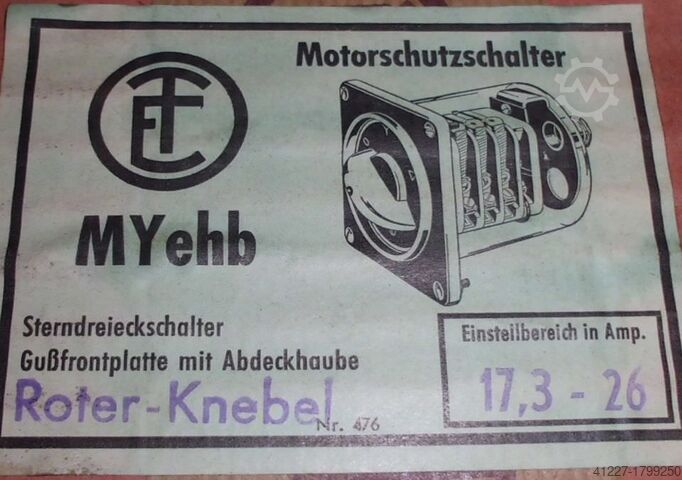 Motorschutzschalter
MYehb
Sterndreieckschalter
Gußfrontplatte mit Abdeckhaube
Roter-Knebel
Nr. 476
Einstellbereich in Amp.
17,3 - 26
41227-1799250